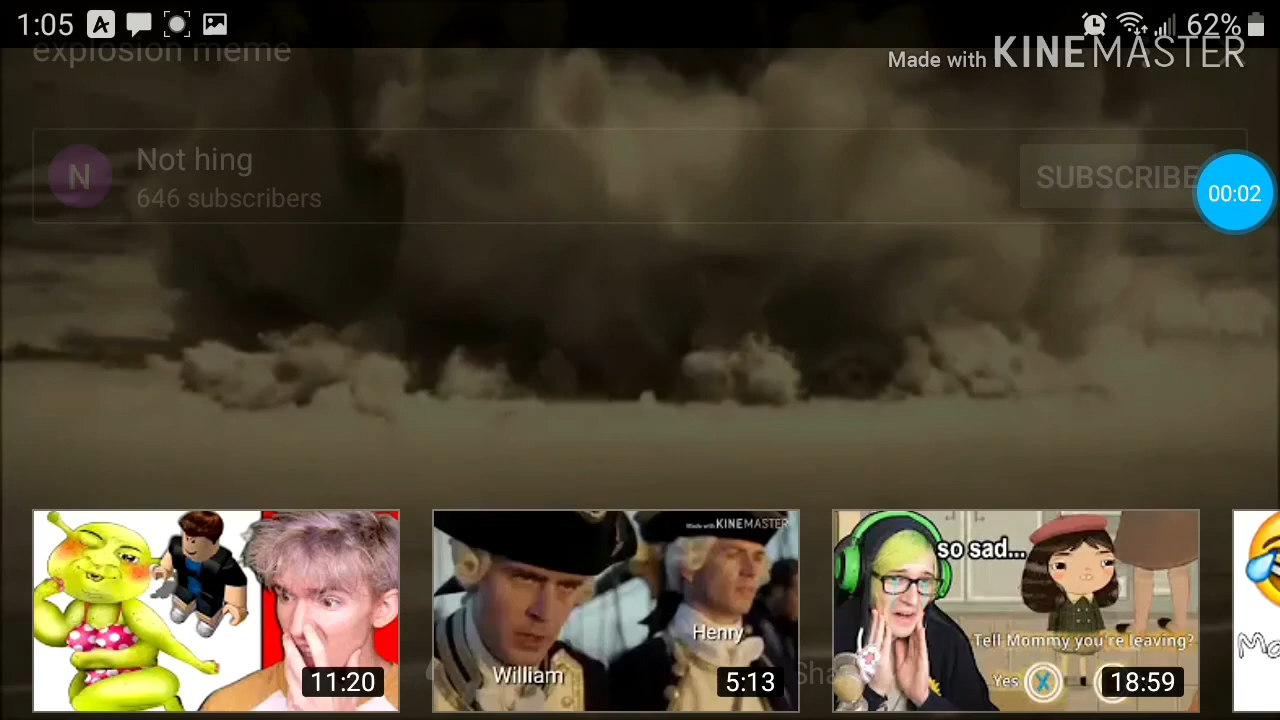 1:05
62%
explosion meme
Made with KINEMASTER
N
Not hing
646 subscribers
SUBSCRIBE
00:02
11:20
Made with KINEMASTER
William
Henry
5:13
so sad...
Tell Mommy you're leaving?
Yes X
18:59